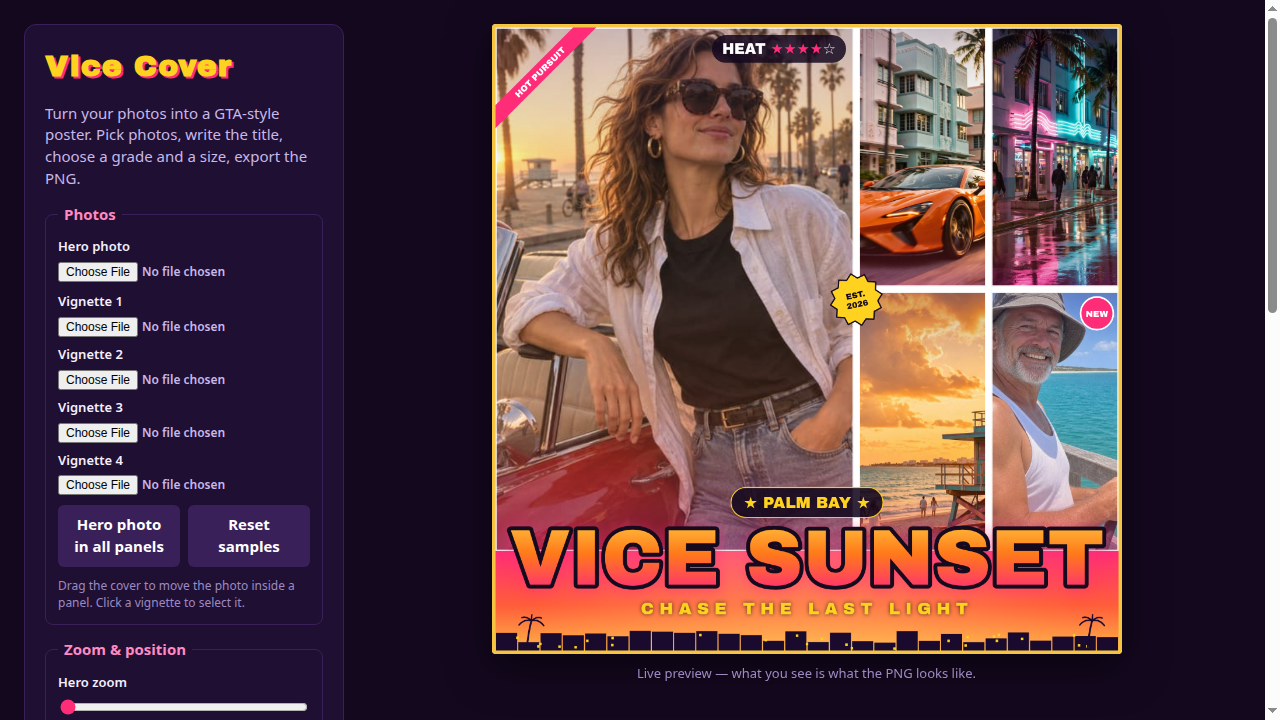 Vice Cover
Turn your photos into a GTA-style
poster. Pick photos, write the title,
choose a grade and a size, export the
PNG.
Photos
Hero photo
Choose File No file chosen
Vignette 1
Choose File No file chosen
Vignette 2
Choose File No file chosen
Vignette 3
Choose File No file chosen
Vignette 4
Choose File No file chosen
Hero photo
in all panels
Reset
samples
Drag the cover to move the photo inside a
panel. Click a vignette to select it.
Zoom & position
Hero zoom
HOT PURSUIT
HEAT ★★★★☆
EST.
2026
NEW
★ PALM BAY ★
VICE SUNSET
CHASE THE LAST LIGHT
Live preview — what you see is what the PNG looks like.